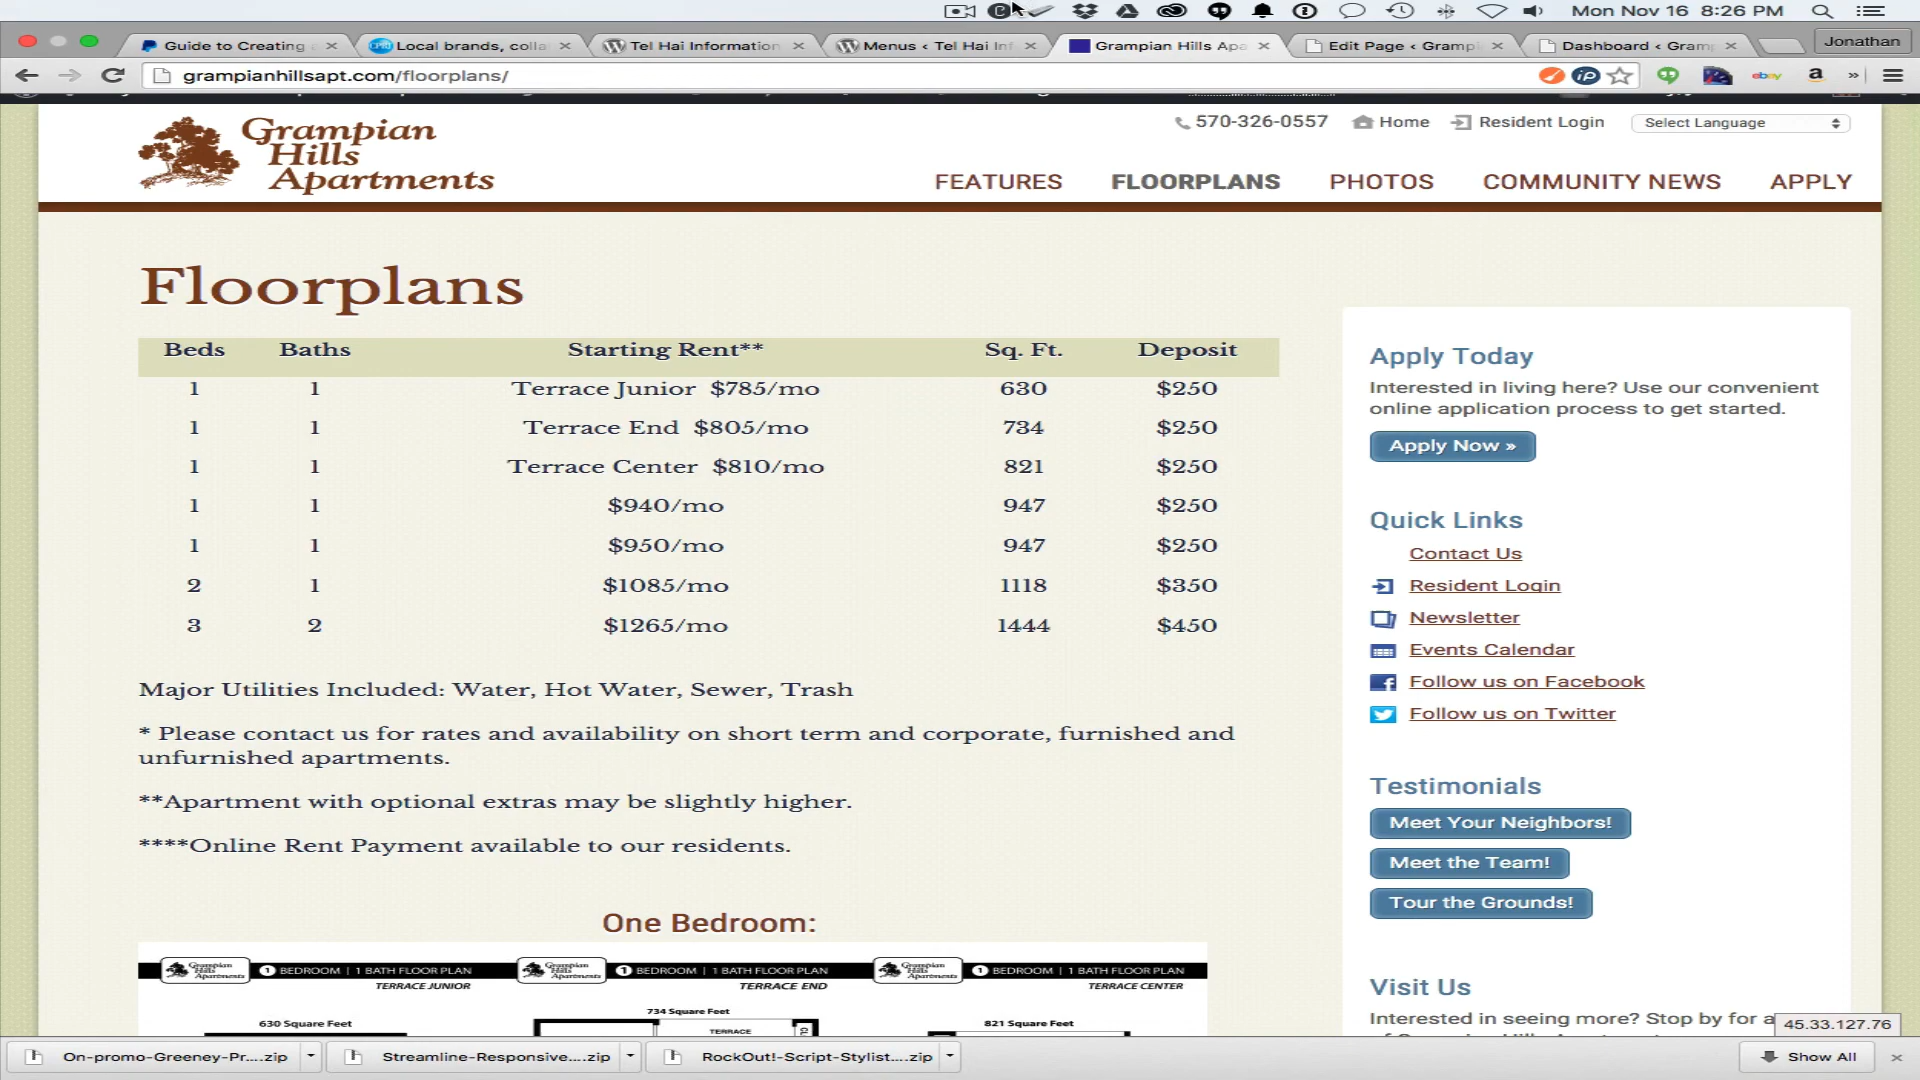 Mon Nov 16 8:26 PM
Guide to Creating
Local brands, colla
Tel Hai Information
Menus ‹ Tel Hai Inf
Grampian Hills Apa
Edit Page ‹ Gramp
Dashboard ‹ Gram
Jonathan
grampianhillsapt.com/floorplans/
iP
ebay
a
»
Grampian
Hills
Apartments
570-326-0557
Home
Resident Login
Select Language
FEATURES
FLOORPLANS
PHOTOS
COMMUNITY NEWS
APPLY
Floorplans
Beds Baths Starting Rent** Sq. Ft. Deposit
1 1 Terrace Junior $785/mo 630 $250
1 1 Terrace End $805/mo 734 $250
1 1 Terrace Center $810/mo 821 $250
1 1 $940/mo 947 $250
1 1 $950/mo 947 $250
2 1 $1085/mo 1118 $350
3 2 $1265/mo 1444 $450
Major Utilities Included: Water, Hot Water, Sewer, Trash
* Please contact us for rates and availability on short term and corporate, furnished and
unfurnished apartments.
**Apartment with optional extras may be slightly higher.
****Online Rent Payment available to our residents.
One Bedroom:
Grampian Hills Apartments
1 BEDROOM | 1 BATH FLOOR PLAN
TERRACE JUNIOR
630 Square Feet
Grampian Hills Apartments
1 BEDROOM | 1 BATH FLOOR PLAN
TERRACE END
734 Square Feet
TERRACE
Grampian Hills Apartments
1 BEDROOM | 1 BATH FLOOR PLAN
TERRACE CENTER
821 Square Feet
Apply Today
Interested in living here? Use our convenient
online application process to get started.
Apply Now »
Quick Links
Contact Us
Resident Login
Newsletter
Events Calendar
Follow us on Facebook
Follow us on Twitter
Testimonials
Meet Your Neighbors!
Meet the Team!
Tour the Grounds!
Visit Us
Interested in seeing more? Stop by for a
45.33.127.76
On-promo-Greeney-Pr....zip
Streamline-Responsive....zip
RockOut!-Script-Stylist....zip
Show All